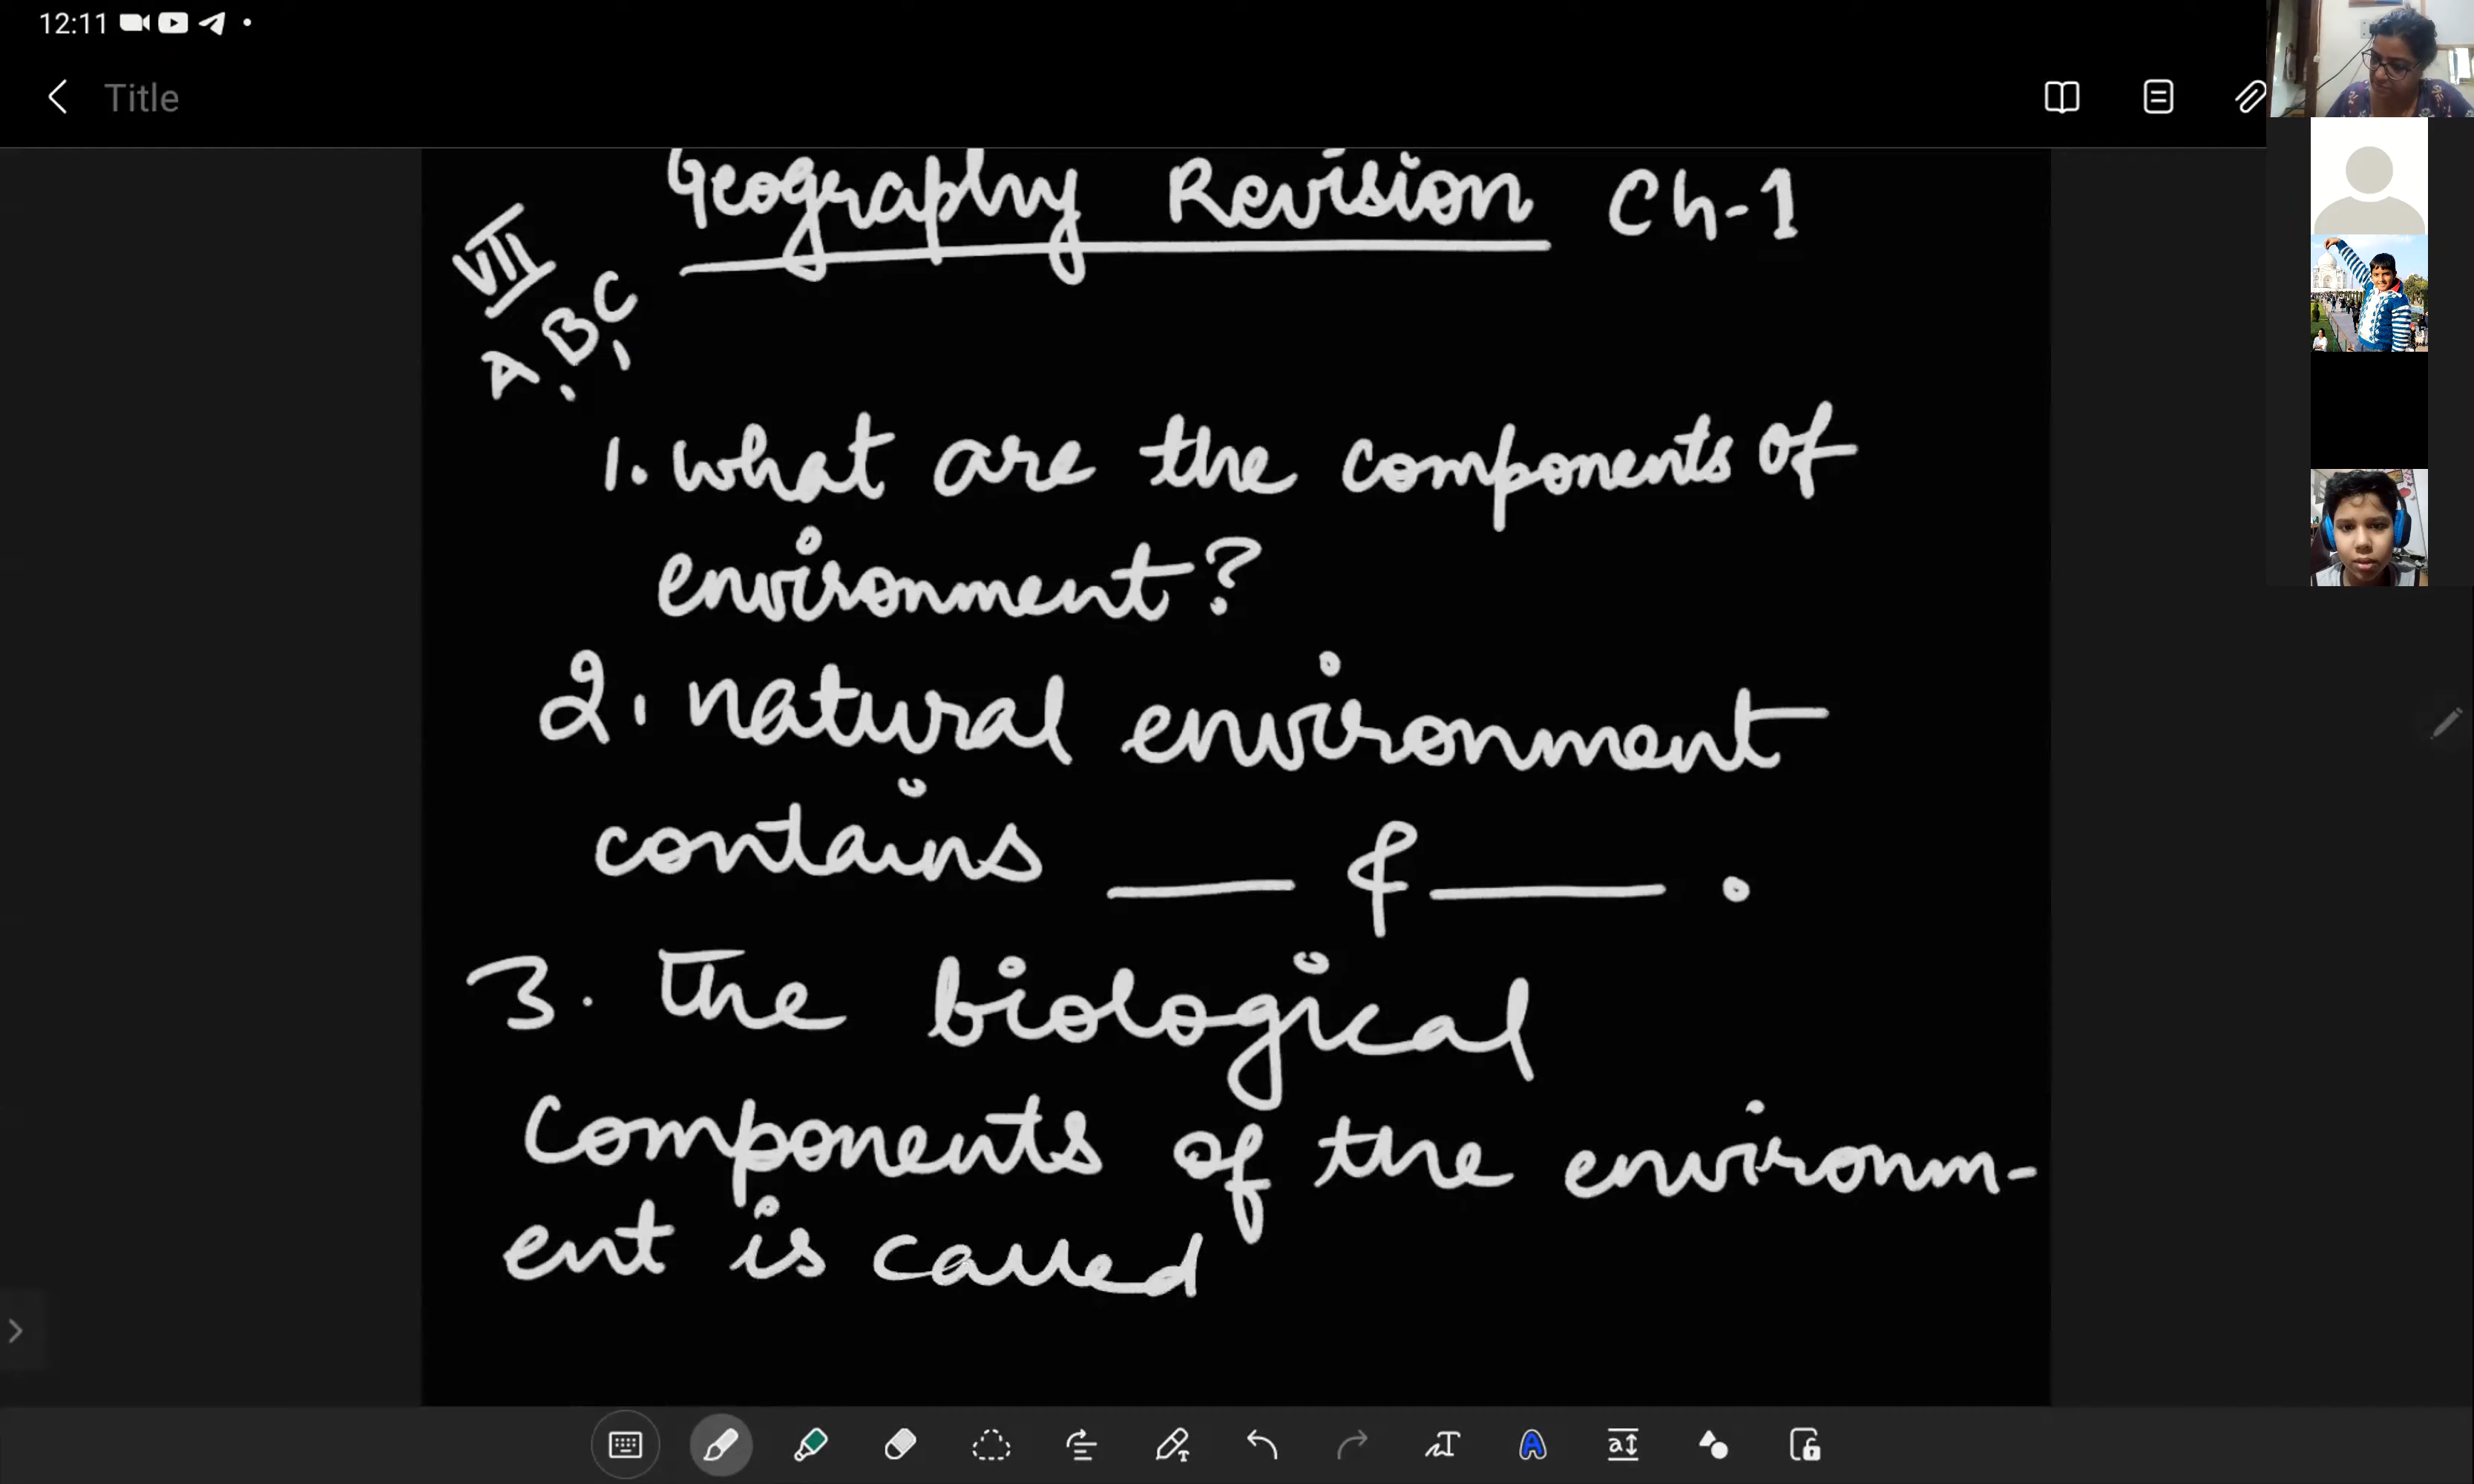 12:11
Title
Geography Revision Ch-1
VII
A, B, C
1. what are the components of
environment?
2. natural environment
contains ___ & ___ .
3. The biological
components of the environm-
ent is called